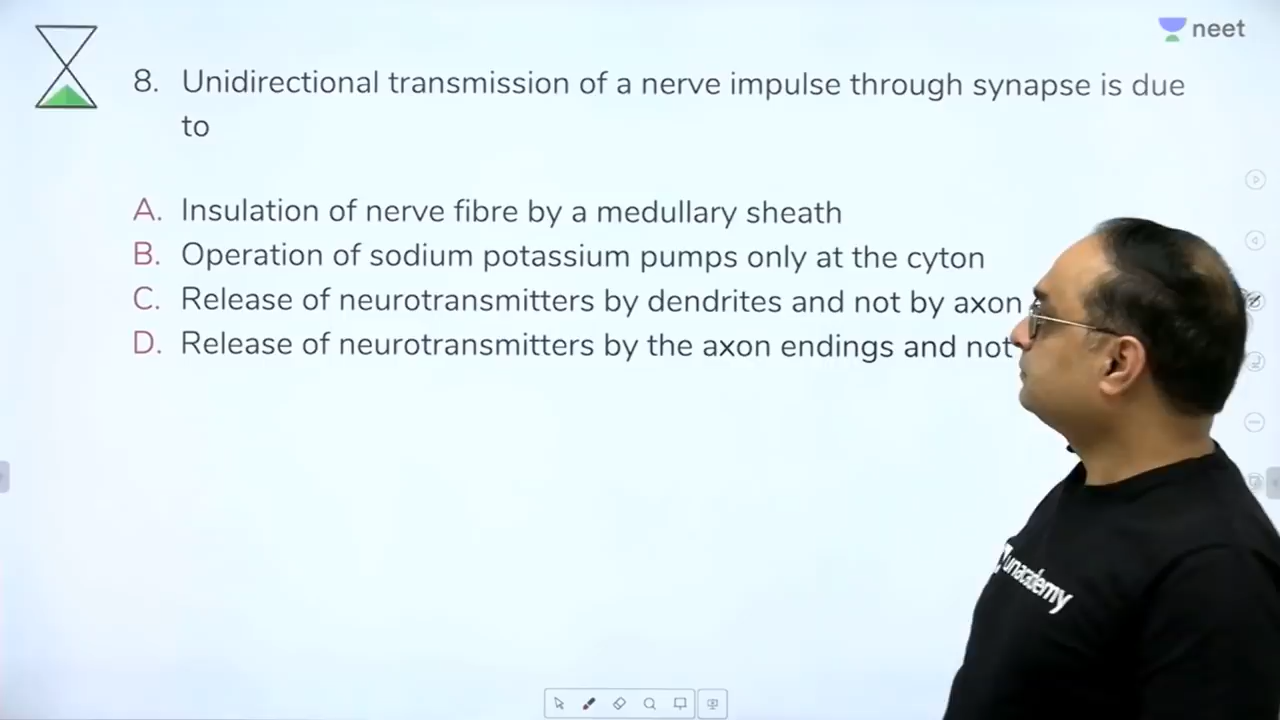 neet
8. Unidirectional transmission of a nerve impulse through synapse is due
to
A. Insulation of nerve fibre by a medullary sheath
B. Operation of sodium potassium pumps only at the cyton
C. Release of neurotransmitters by dendrites and not by axon
D. Release of neurotransmitters by the axon endings and not
unacademy